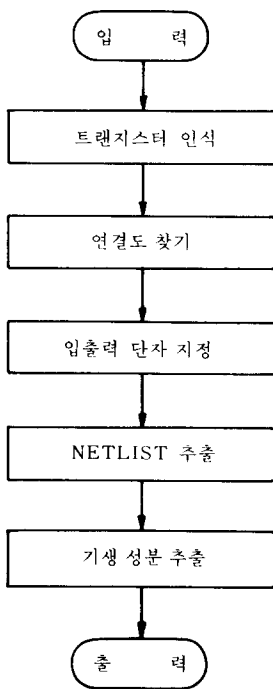 입 력
트랜지스터 인식
연결도 찾기
입출력 단자 지정
NETLIST 추출
기생 성분 추출
출 력